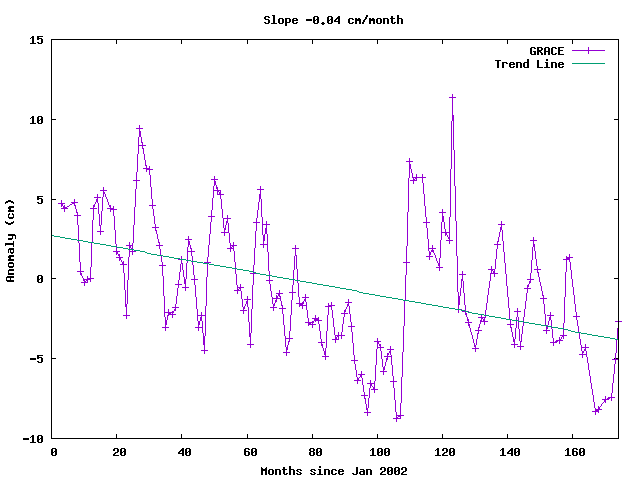 Slope -0.04 cm/month
15
GRACE
Trend Line
10
5
Anomaly (cm)
0
-5
-10
0 20 40 60 80 100 120 140 160
Months since Jan 2002